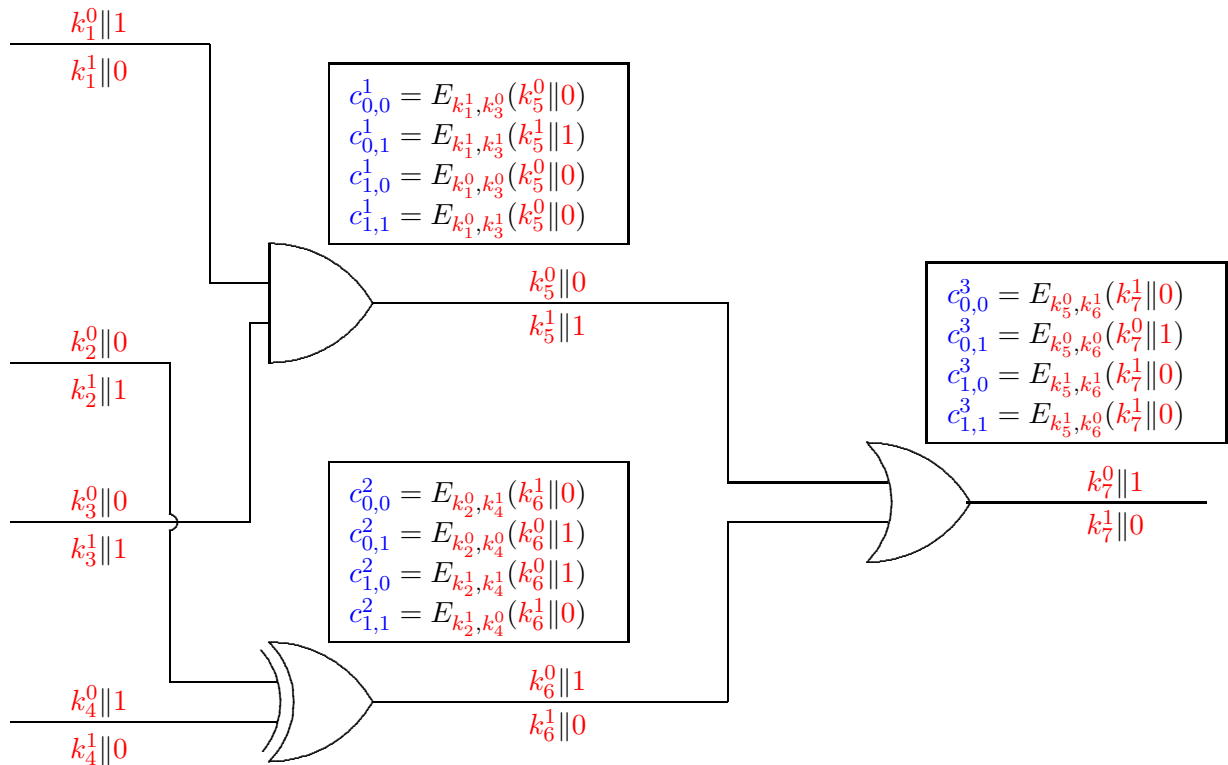 $k_1^0\|1$
$k_1^1\|0$
$c_{0,0}^1 = E_{k_1^1,k_3^0}(k_5^0\|0)$
$c_{0,1}^1 = E_{k_1^1,k_3^1}(k_5^1\|1)$
$c_{1,0}^1 = E_{k_1^0,k_3^0}(k_5^0\|0)$
$c_{1,1}^1 = E_{k_1^0,k_3^1}(k_5^0\|0)$
$k_5^0\|0$
$k_5^1\|1$
$c_{0,0}^3 = E_{k_5^0,k_6^1}(k_7^1\|0)$
$c_{0,1}^3 = E_{k_5^0,k_6^0}(k_7^0\|1)$
$c_{1,0}^3 = E_{k_5^1,k_6^1}(k_7^1\|0)$
$c_{1,1}^3 = E_{k_5^1,k_6^0}(k_7^1\|0)$
$k_2^0\|0$
$k_2^1\|1$
$k_3^0\|0$
$k_3^1\|1$
$c_{0,0}^2 = E_{k_2^0,k_4^1}(k_6^1\|0)$
$c_{0,1}^2 = E_{k_2^0,k_4^0}(k_6^0\|1)$
$c_{1,0}^2 = E_{k_2^1,k_4^1}(k_6^0\|1)$
$c_{1,1}^2 = E_{k_2^1,k_4^0}(k_6^1\|0)$
$k_7^0\|1$
$k_7^1\|0$
$k_4^0\|1$
$k_4^1\|0$
$k_6^0\|1$
$k_6^1\|0$